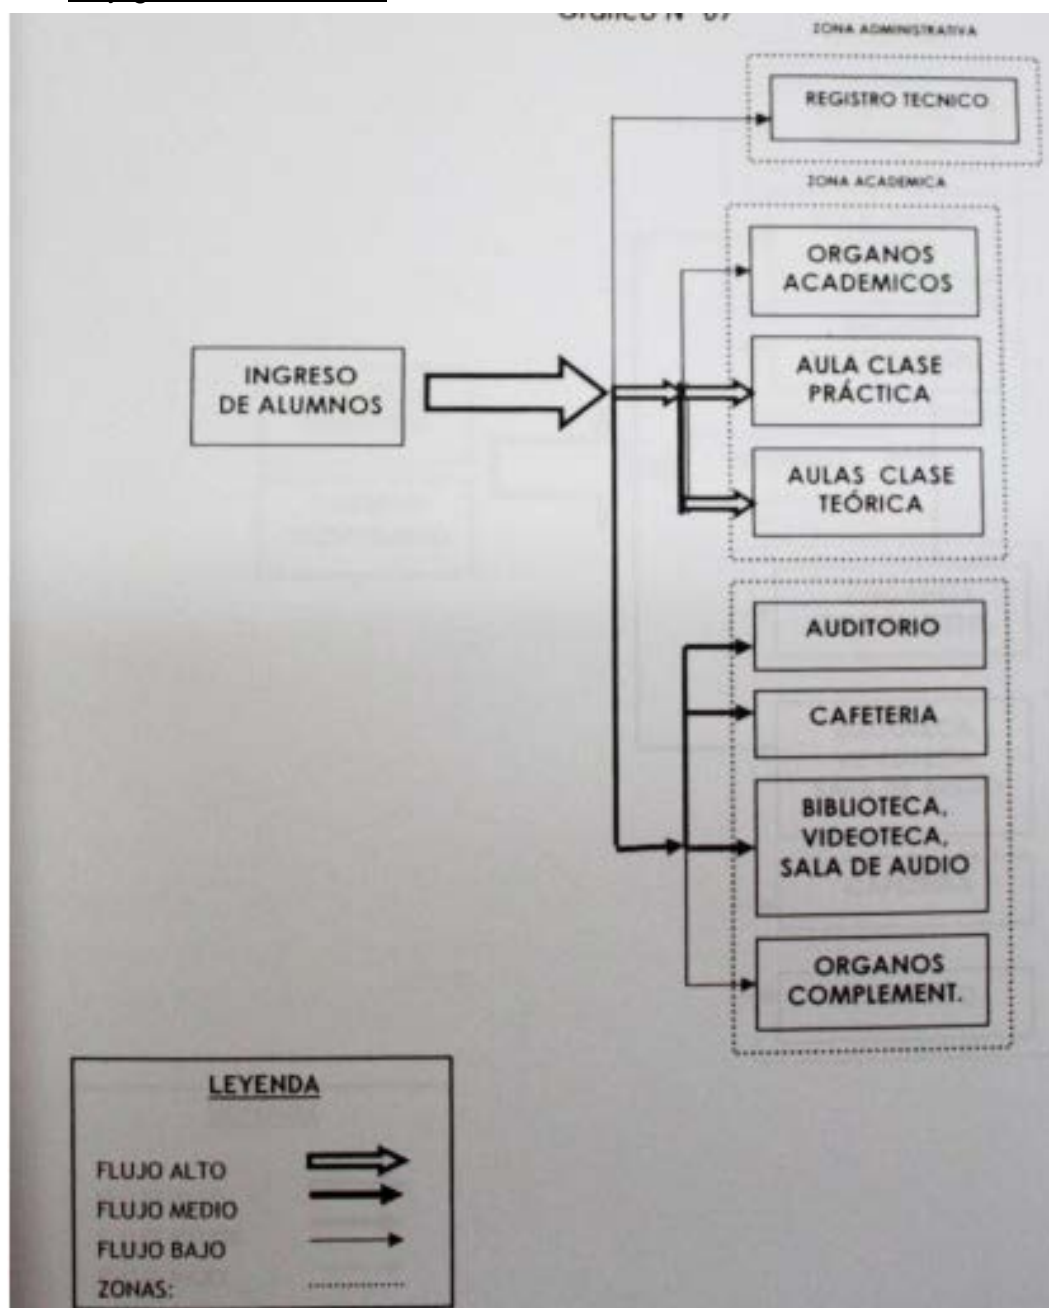 ZONA ADMINISTRATIVA
REGISTRO TECNICO
ZONA ACADEMICA
ORGANOS
ACADEMICOS
INGRESO
DE ALUMNOS
AULA CLASE
PRÁCTICA
AULAS CLASE
TEÓRICA
AUDITORIO
CAFETERIA
BIBLIOTECA,
VIDEOTECA,
SALA DE AUDIO
ORGANOS
COMPLEMENT.
LEYENDA
FLUJO ALTO
FLUJO MEDIO
FLUJO BAJO
ZONAS: